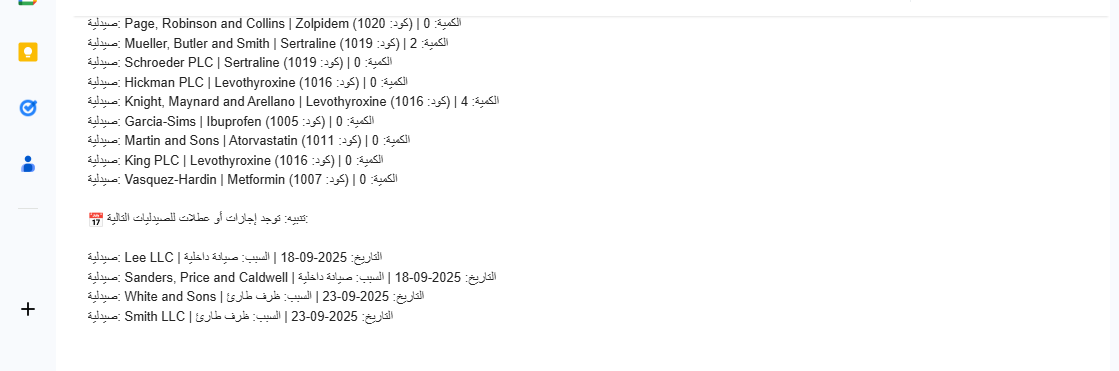 صيدلية: Page, Robinson and Collins | Zolpidem (كود: 1020) | الكمية: 0
صيدلية: Mueller, Butler and Smith | Sertraline (كود: 1019) | الكمية: 2
صيدلية: Schroeder PLC | Sertraline (كود: 1019) | الكمية: 0
صيدلية: Hickman PLC | Levothyroxine (كود: 1016) | الكمية: 0
صيدلية: Knight, Maynard and Arellano | Levothyroxine (كود: 1016) | الكمية: 4
صيدلية: Garcia-Sims | Ibuprofen (كود: 1005) | الكمية: 0
صيدلية: Martin and Sons | Atorvastatin (كود: 1011) | الكمية: 0
صيدلية: King PLC | Levothyroxine (كود: 1016) | الكمية: 0
صيدلية: Vasquez-Hardin | Metformin (كود: 1007) | الكمية: 0
📅 تنبيه: توجد إجازات أو عطلات للصيدليات التالية:
صيدلية: Lee LLC | السبب: صيانة داخلية | التاريخ: 2025-09-18
صيدلية: Sanders, Price and Caldwell | السبب: صيانة داخلية | التاريخ: 2025-09-18
صيدلية: White and Sons | السبب: ظرف طارئ | التاريخ: 2025-09-23
صيدلية: Smith LLC | السبب: ظرف طارئ | التاريخ: 2025-09-23